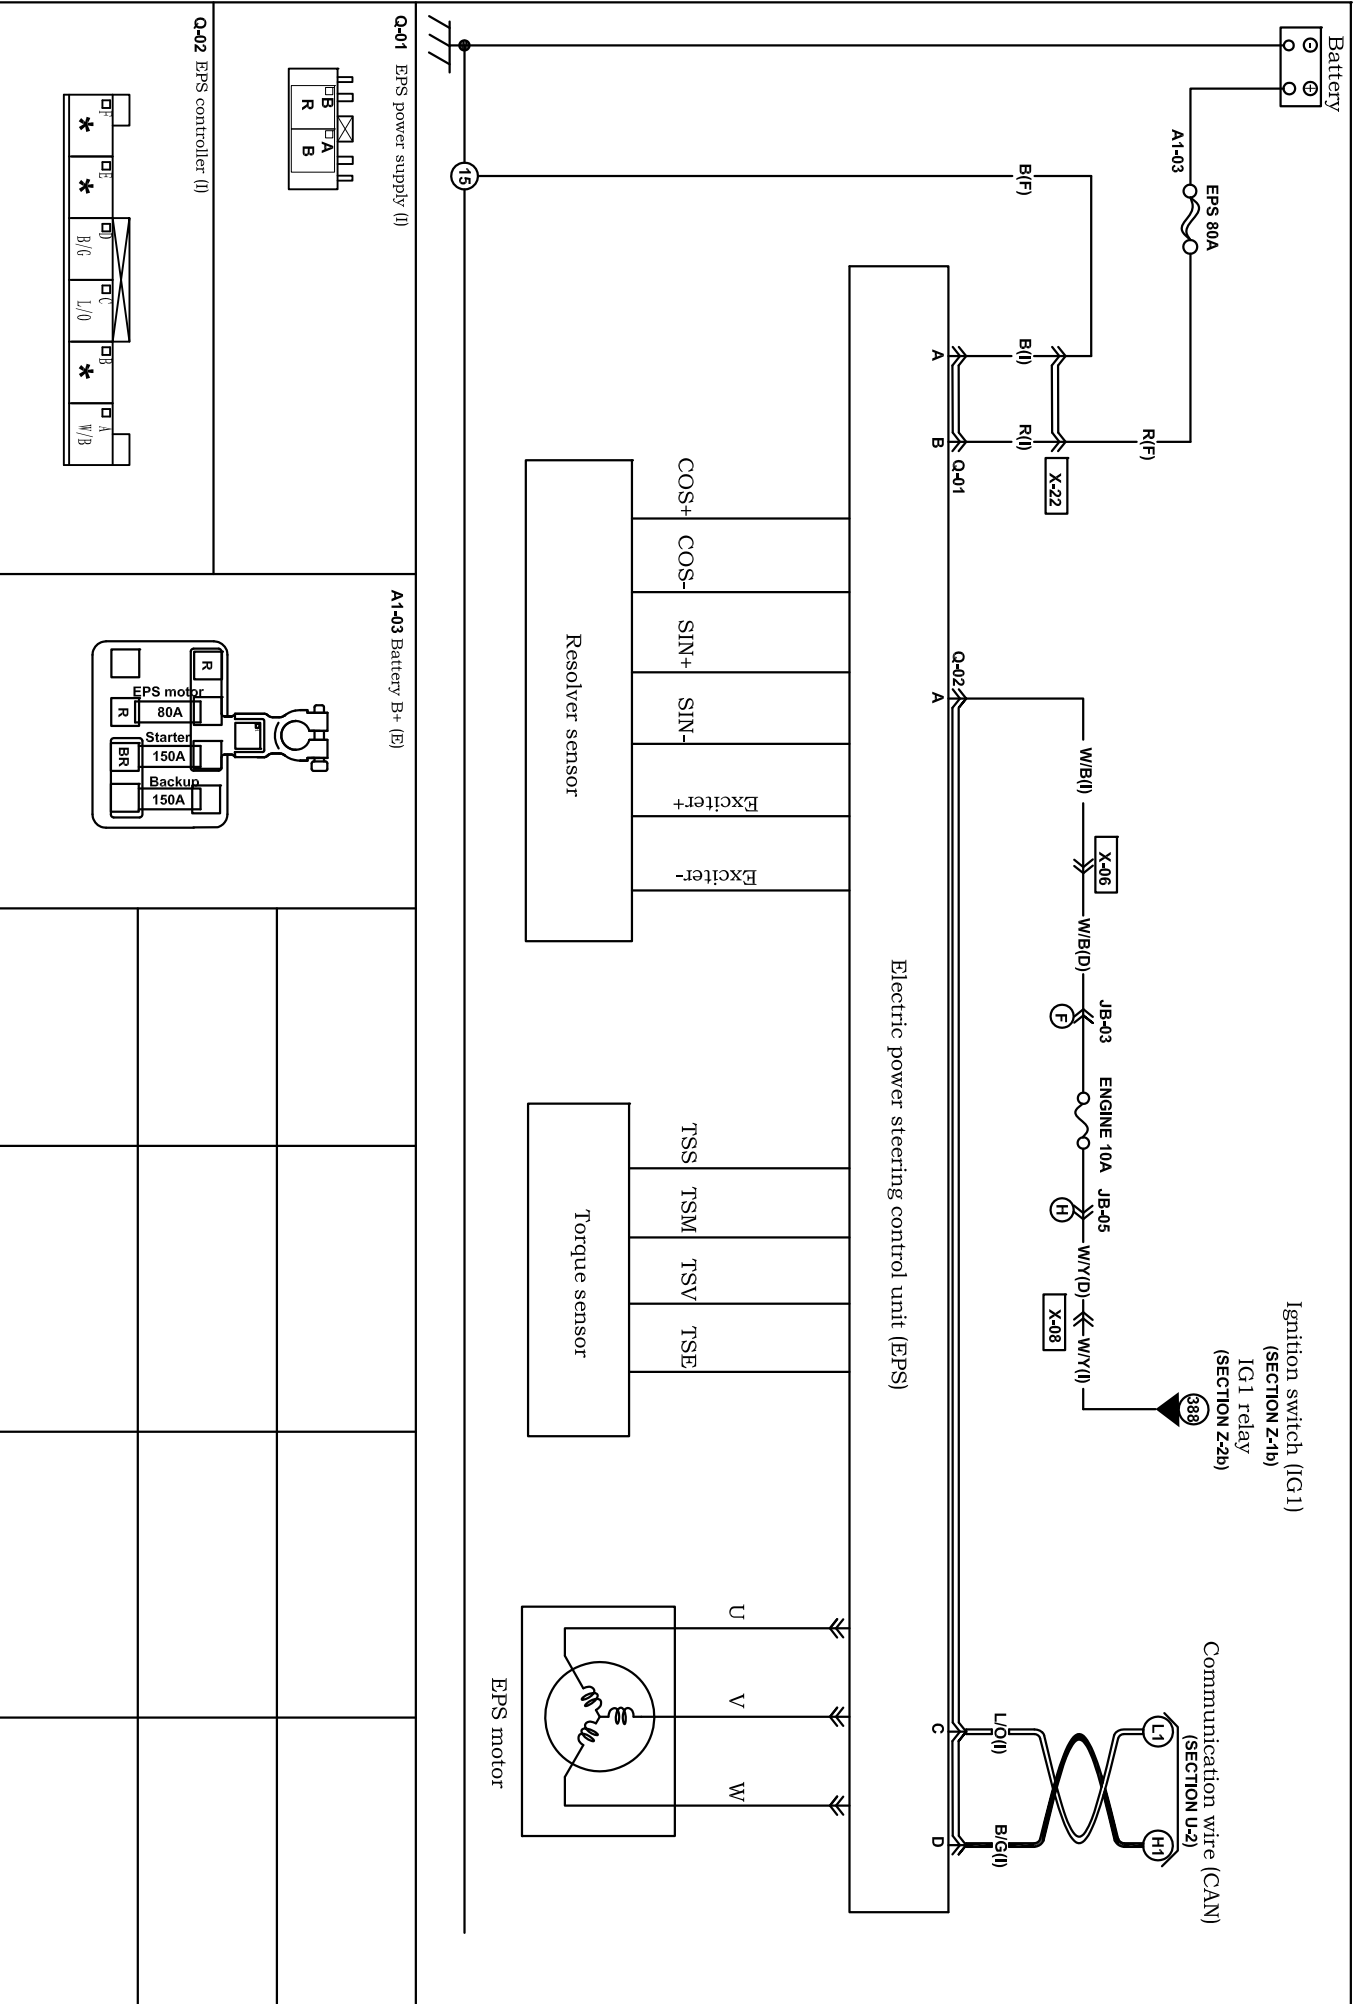 Battery
-
+
A1-03
EPS 80A
R(F)
B(F)
15
B(I)
R(I)
X-22
A
B
Q-01
Ignition switch (IG1)
(SECTION Z-1b)
IG1 relay
(SECTION Z-2b)
388
Q-02
A
W/B(I)
X-06
W/B(D)
JB-03
F
ENGINE 10A
JB-05
H
W/Y(D)
X-08
W/Y(I)
Communication wire (CAN)
(SECTION U-2)
L1
H1
L/O(I)
B/G(I)
C
D
Electric power steering control unit (EPS)
COS+
COS-
SIN+
SIN-
Exciter+
Exciter-
Resolver sensor
TSS
TSM
TSV
TSE
Torque sensor
U
V
W
EPS motor
Q-01 EPS power supply (I)
B
A
R
B
Q-02 EPS controller (I)
F
E
D
C
B
A
*
*
B/G
L/O
*
W/B
A1-03 Battery B+ (E)
R
EPS motor
80A
R
Starter
150A
BR
Backup
150A